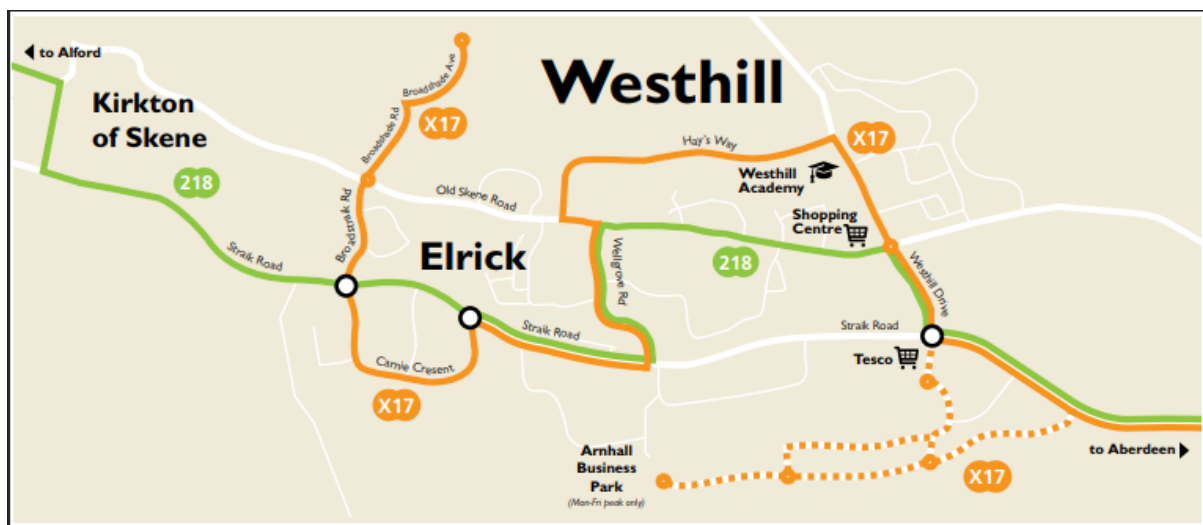 to Alford
Broadshade Ave
Westhill
Kirkton
of Skene
X17
Broadshade Rd
X17
Hay's Way
Westhill
Academy
218
Old Skene Road
Broadstraik Rd
Shopping
Centre
Elrick
Wellgrove Rd
218
Straik Road
Westhill Drive
Straik Road
Straik Road
Tesco
Carnie Cresent
X17
Arnhall
Business
Park
(Mon-Fri peak only)
X17
to Aberdeen